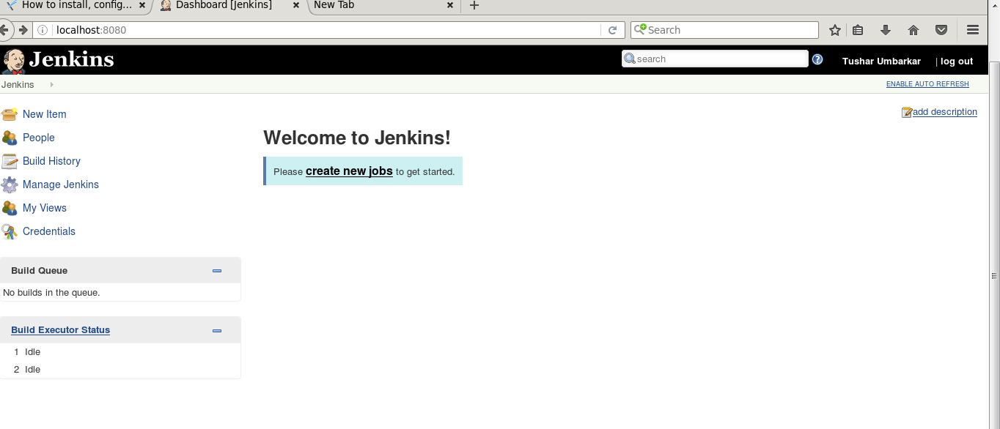 How to install, config...
Dashboard [Jenkins]
New Tab
localhost:8080
Search
Jenkins
search
Tushar Umbarkar
| log out
Jenkins
ENABLE AUTO REFRESH
New Item
People
Build History
Manage Jenkins
My Views
Credentials
add description
Welcome to Jenkins!
Please create new jobs to get started.
Build Queue
No builds in the queue.
Build Executor Status
1 Idle
2 Idle